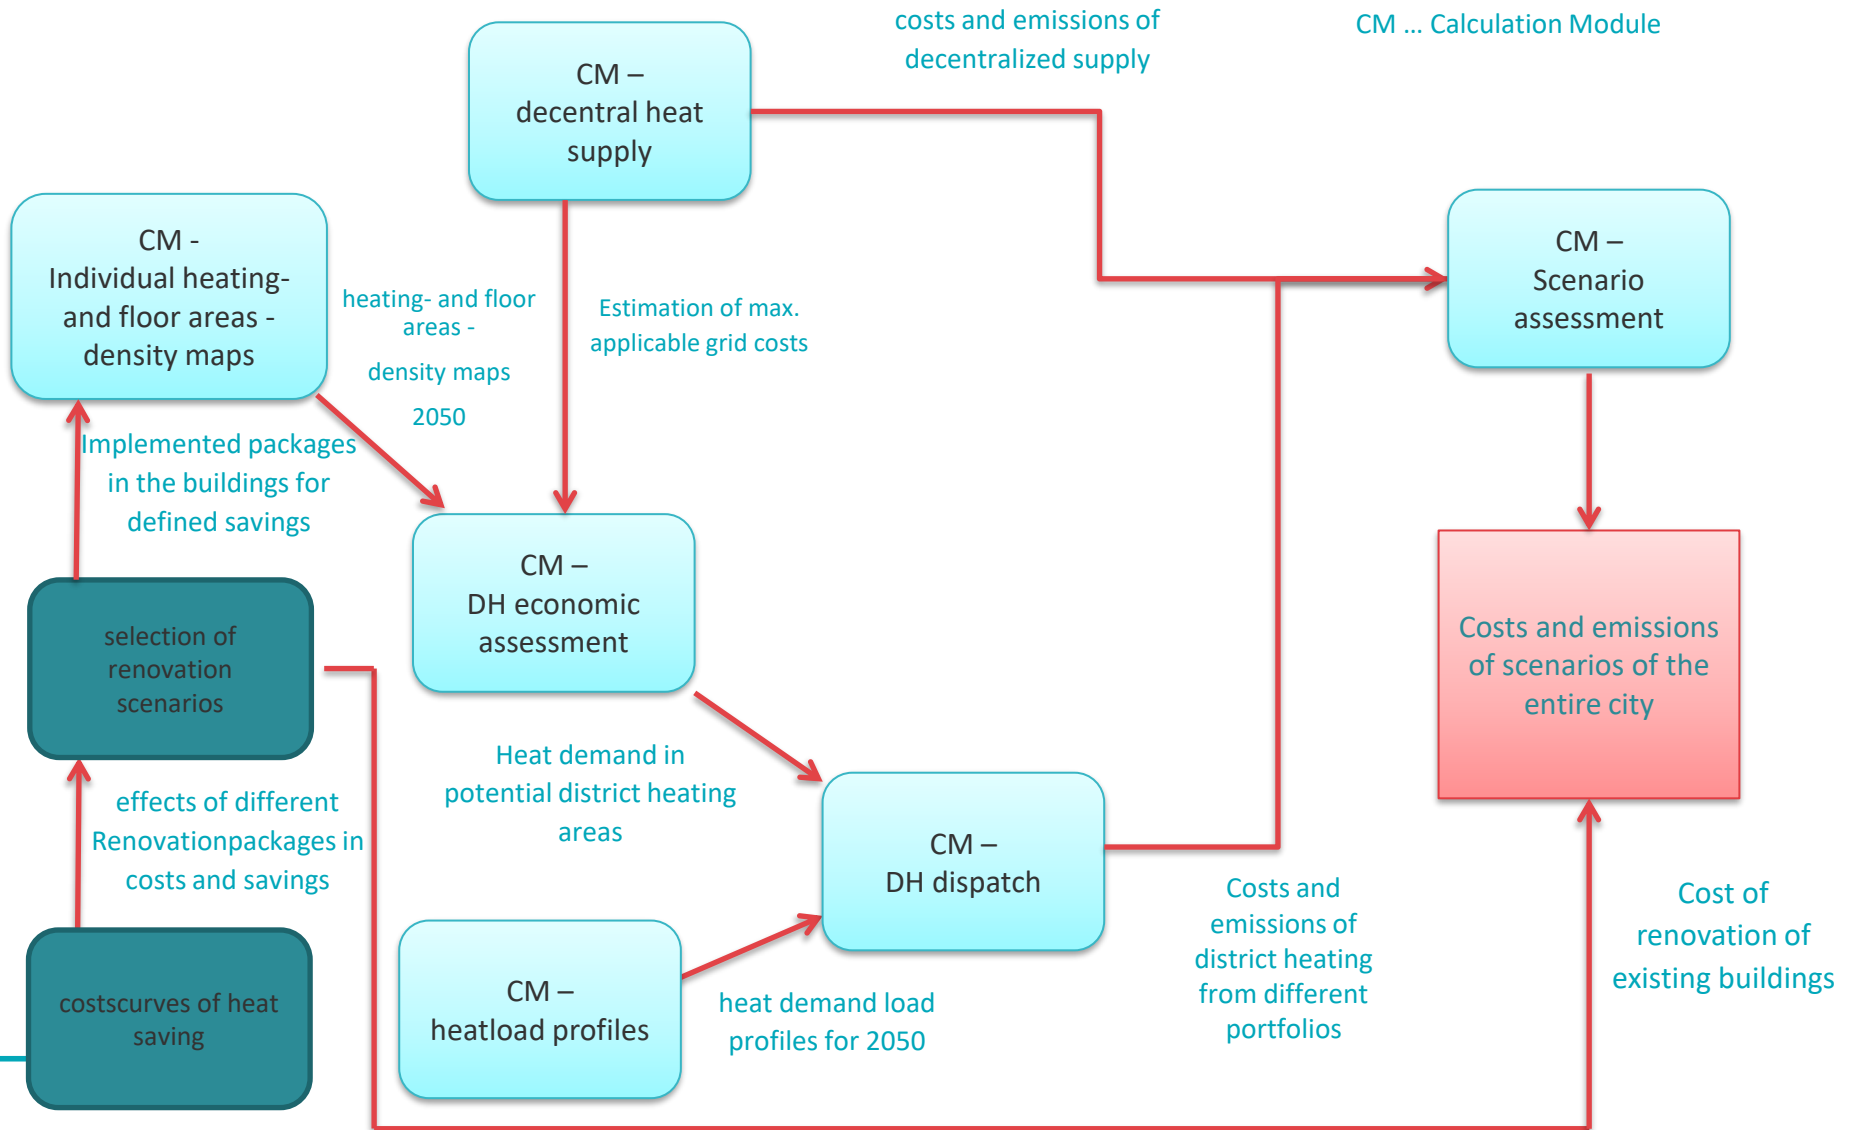 costs and emissions of
decentralized supply
CM ... Calculation Module
CM –
decentral heat
supply
CM -
Individual heating-
and floor areas -
density maps
heating- and floor
areas -
density maps
2050
Estimation of max.
applicable grid costs
CM –
Scenario
assessment
Implemented packages
in the buildings for
defined savings
CM –
DH economic
assessment
selection of
renovation
scenarios
Costs and emissions
of scenarios of the
entire city
Heat demand in
potential district heating
areas
effects of different
Renovationpackages in
costs and savings
CM –
DH dispatch
Costs and
emissions of
district heating
from different
portfolios
Cost of
renovation of
existing buildings
costscurves of heat
saving
CM –
heatload profiles
heat demand load
profiles for 2050